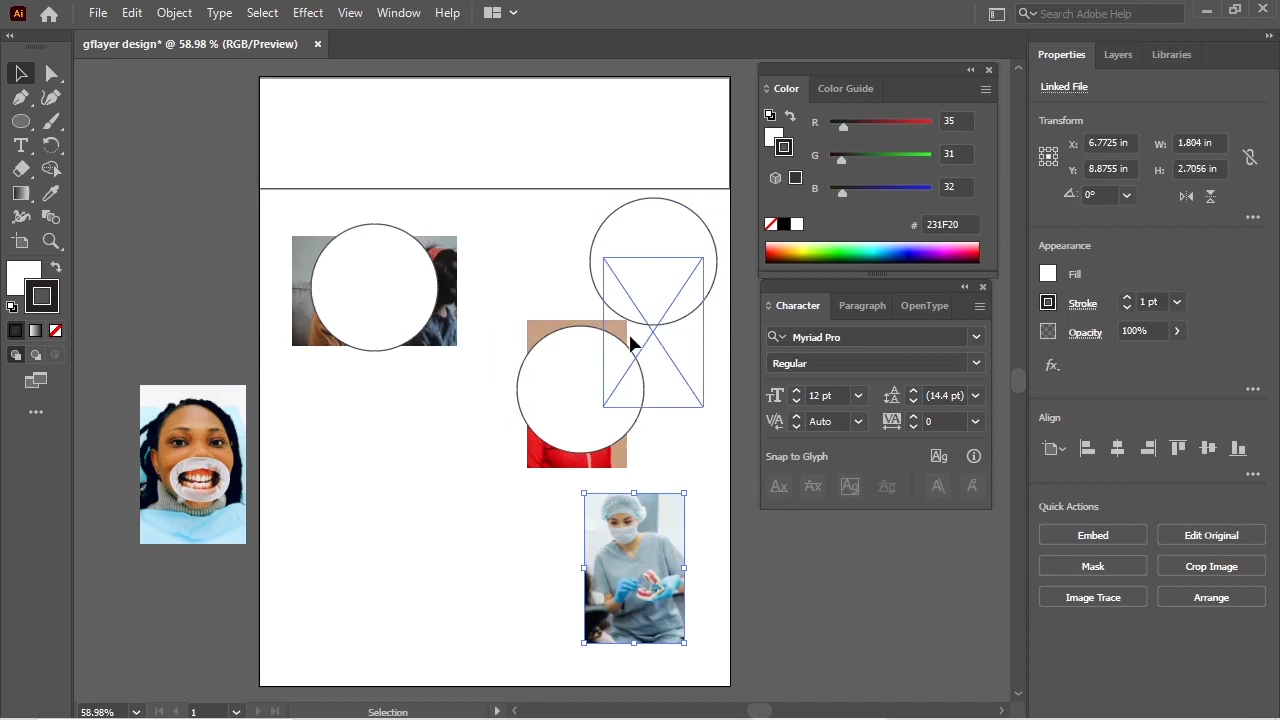 Ai File Edit Object Type Select Effect View Window Help Search Adobe Help
gflayer design* @ 58.98 % (RGB/Preview)
Color Color Guide
R 35
G 31
B 32
# 231F20
Character Paragraph OpenType
Myriad Pro
Regular
12 pt (14.4 pt)
Auto 0
Snap to Glyph
Properties Layers Libraries
Linked File
Transform
X: 6.7725 in W: 1.804 in
Y: 8.8755 in H: 2.7056 in
0°
Appearance
Fill
Stroke 1 pt
Opacity 100%
fx.
Align
Quick Actions
Embed Edit Original
Mask Crop Image
Image Trace Arrange
58.98% 1 Selection